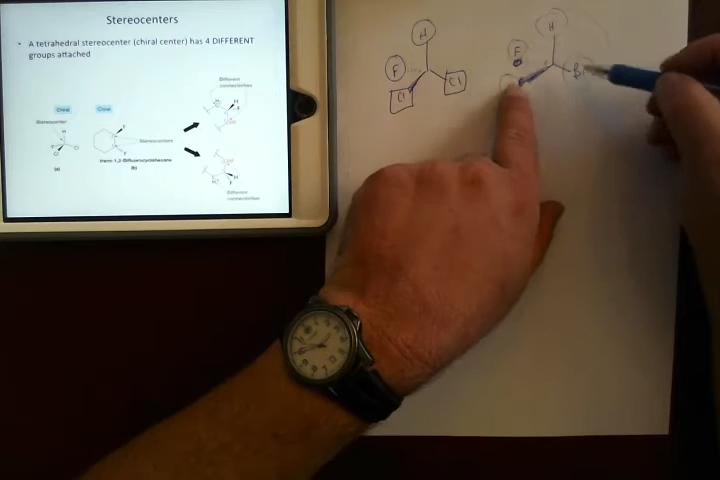 Stereocenters
• A tetrahedral stereocenter (chiral center) has 4 DIFFERENT
groups attached
Chiral
Chiral
Stereocenter
Stereocenters
trans-1,2-Difluorocyclohexane
(a)
(b)
Different
connectivities
Different
connectivities
H
F
Cl
Cl
H
F
Br